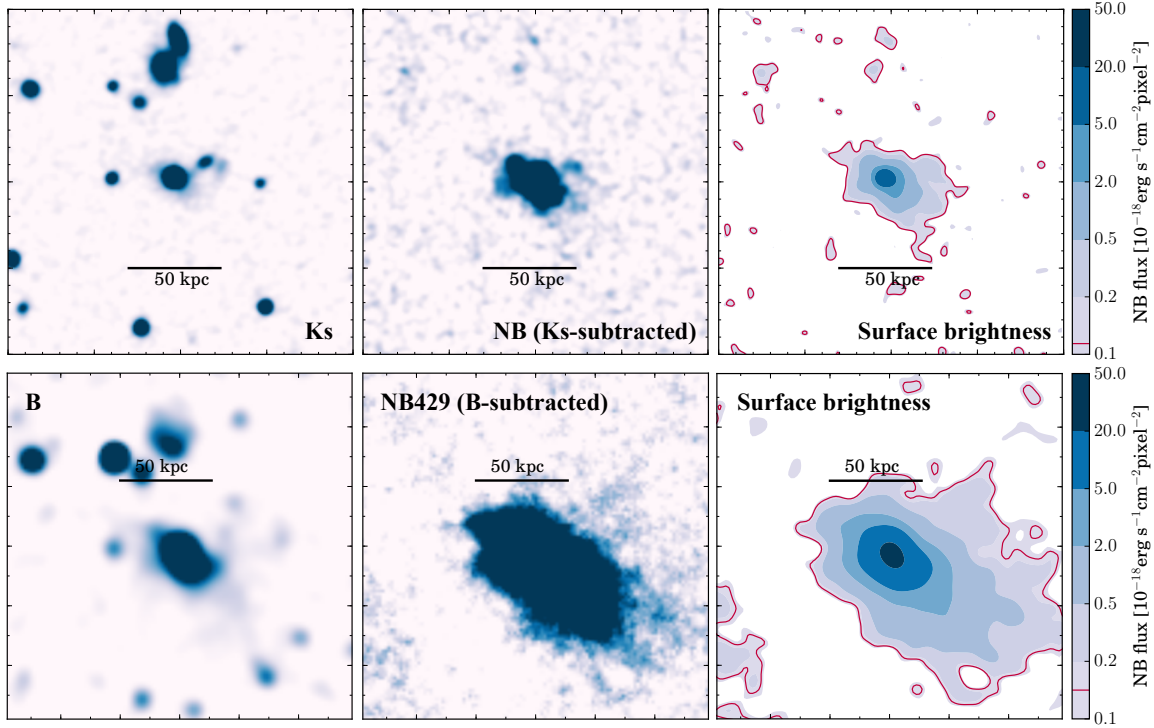 50 kpc
Ks
50 kpc
NB (Ks-subtracted)
50 kpc
Surface brightness
50.0
20.0
5.0
2.0
0.5
0.2
0.1
NB flux [10⁻¹⁸erg s⁻¹cm⁻²pixel⁻²]
B
50 kpc
NB429 (B-subtracted)
50 kpc
Surface brightness
50 kpc
50.0
20.0
5.0
2.0
0.5
0.2
0.1
NB flux [10⁻¹⁸erg s⁻¹cm⁻²pixel⁻²]